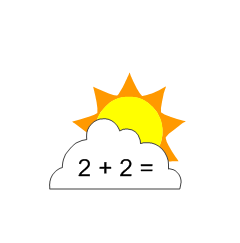 2 + 2 =